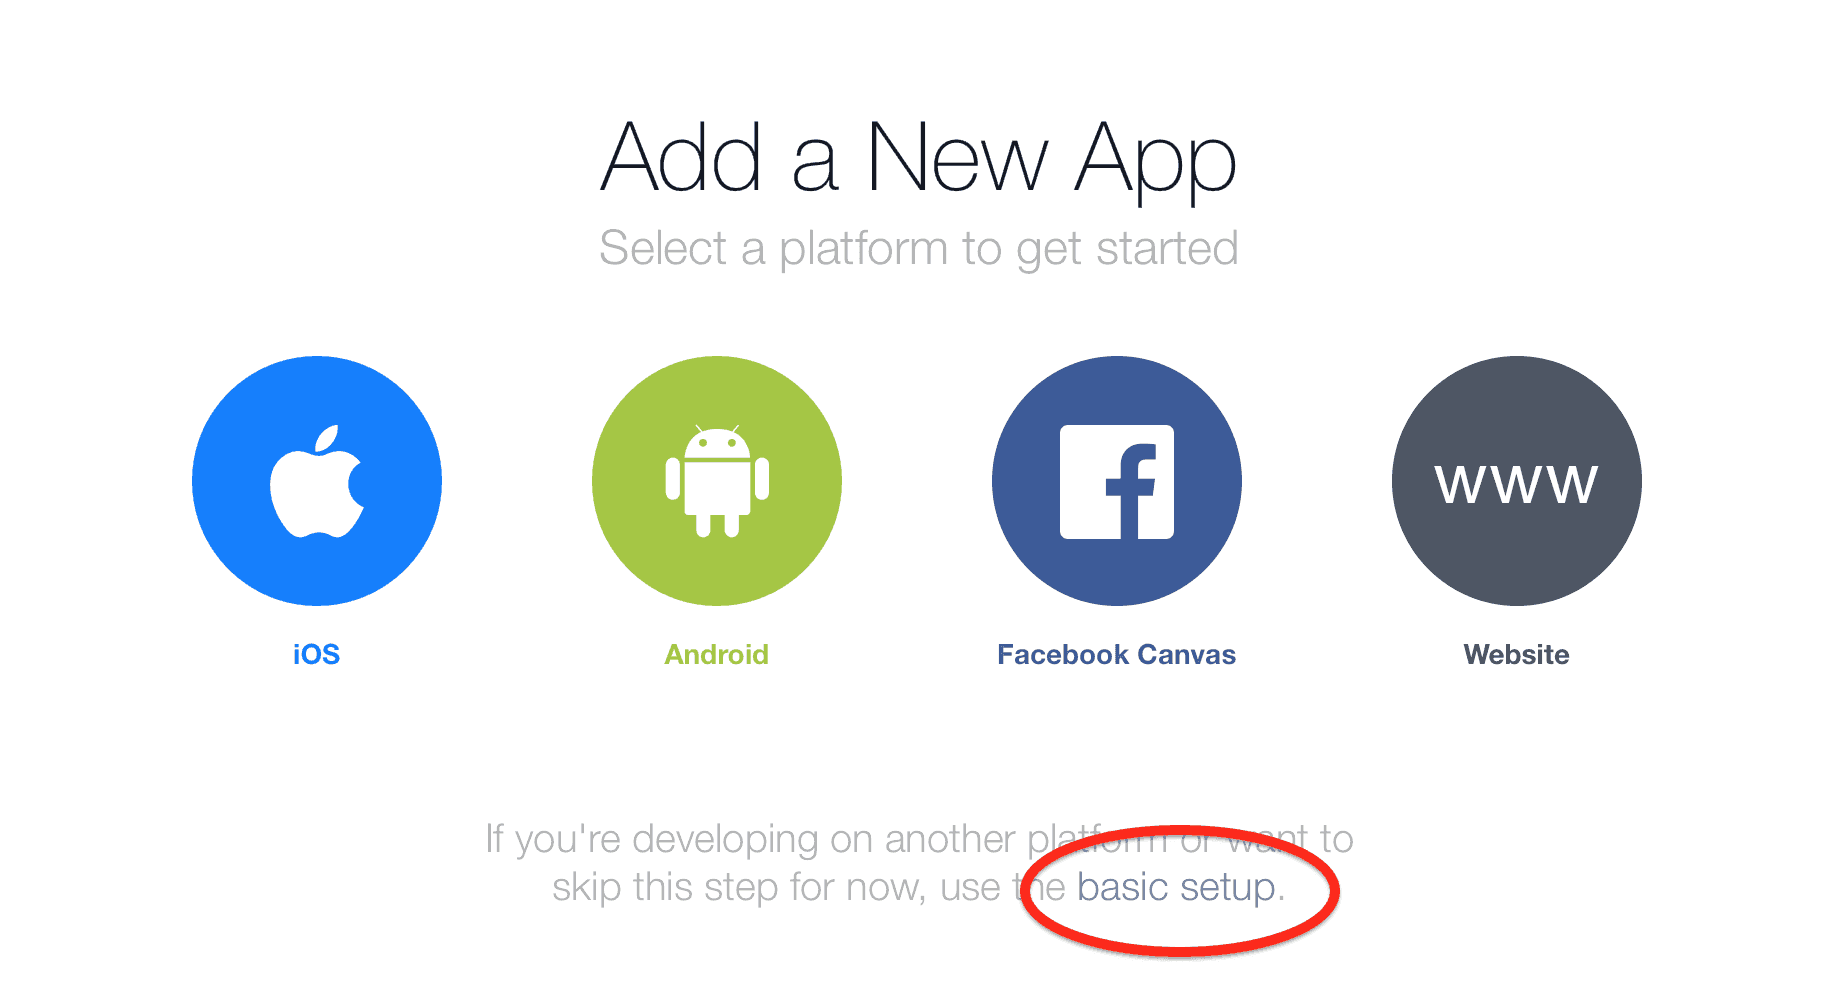 Add a New App
Select a platform to get started
www
iOS
Android
Facebook Canvas
Website
If you're developing on another platform or want to
skip this step for now, use the basic setup.